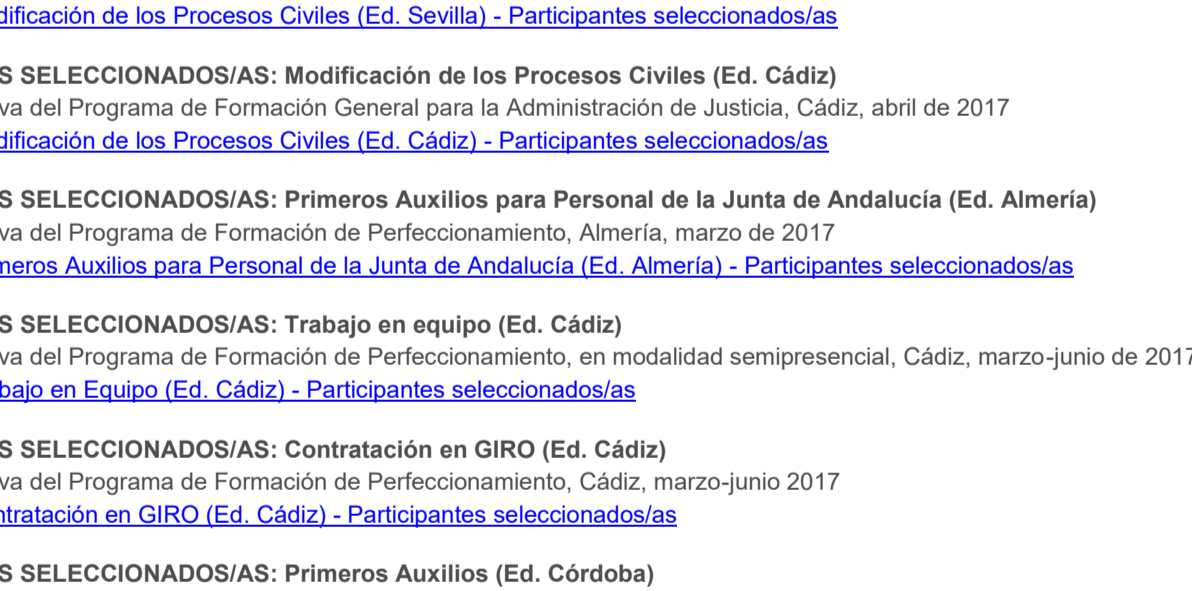 dificación de los Procesos Civiles (Ed. Sevilla) - Participantes seleccionados/as
S SELECCIONADOS/AS: Modificación de los Procesos Civiles (Ed. Cádiz)
va del Programa de Formación General para la Administración de Justicia, Cádiz, abril de 2017
dificación de los Procesos Civiles (Ed. Cádiz) - Participantes seleccionados/as
S SELECCIONADOS/AS: Primeros Auxilios para Personal de la Junta de Andalucía (Ed. Almería)
va del Programa de Formación de Perfeccionamiento, Almería, marzo de 2017
meros Auxilios para Personal de la Junta de Andalucía (Ed. Almería) - Participantes seleccionados/as
S SELECCIONADOS/AS: Trabajo en equipo (Ed. Cádiz)
va del Programa de Formación de Perfeccionamiento, en modalidad semipresencial, Cádiz, marzo-junio de 2017
bajo en Equipo (Ed. Cádiz) - Participantes seleccionados/as
S SELECCIONADOS/AS: Contratación en GIRO (Ed. Cádiz)
va del Programa de Formación de Perfeccionamiento, Cádiz, marzo-junio 2017
ntratación en GIRO (Ed. Cádiz) - Participantes seleccionados/as
S SELECCIONADOS/AS: Primeros Auxilios (Ed. Córdoba)